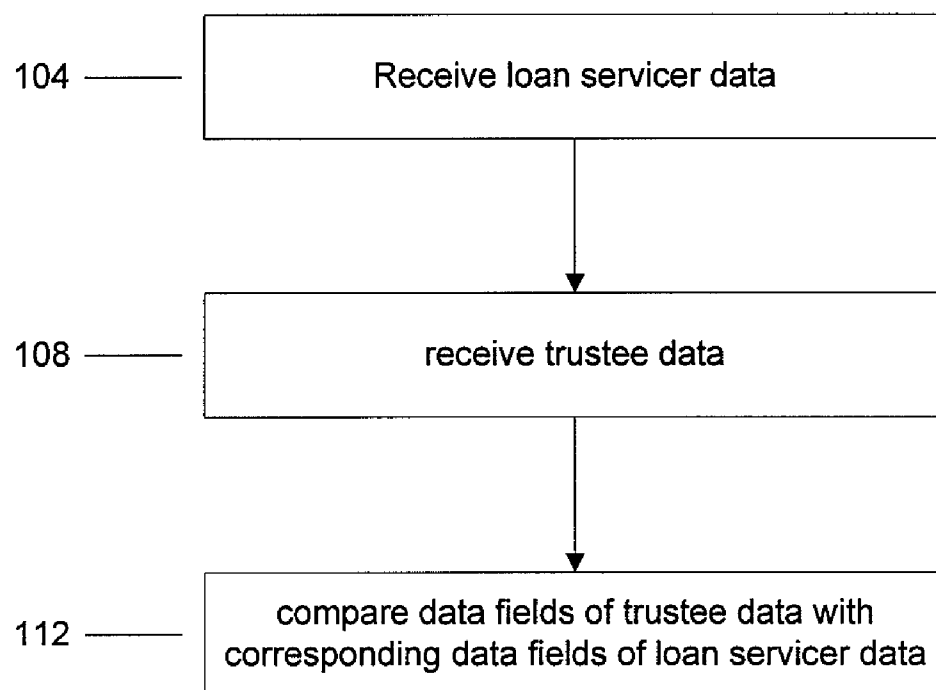 104
Receive loan servicer data
108
receive trustee data
112
compare data fields of trustee data with
corresponding data fields of loan servicer data